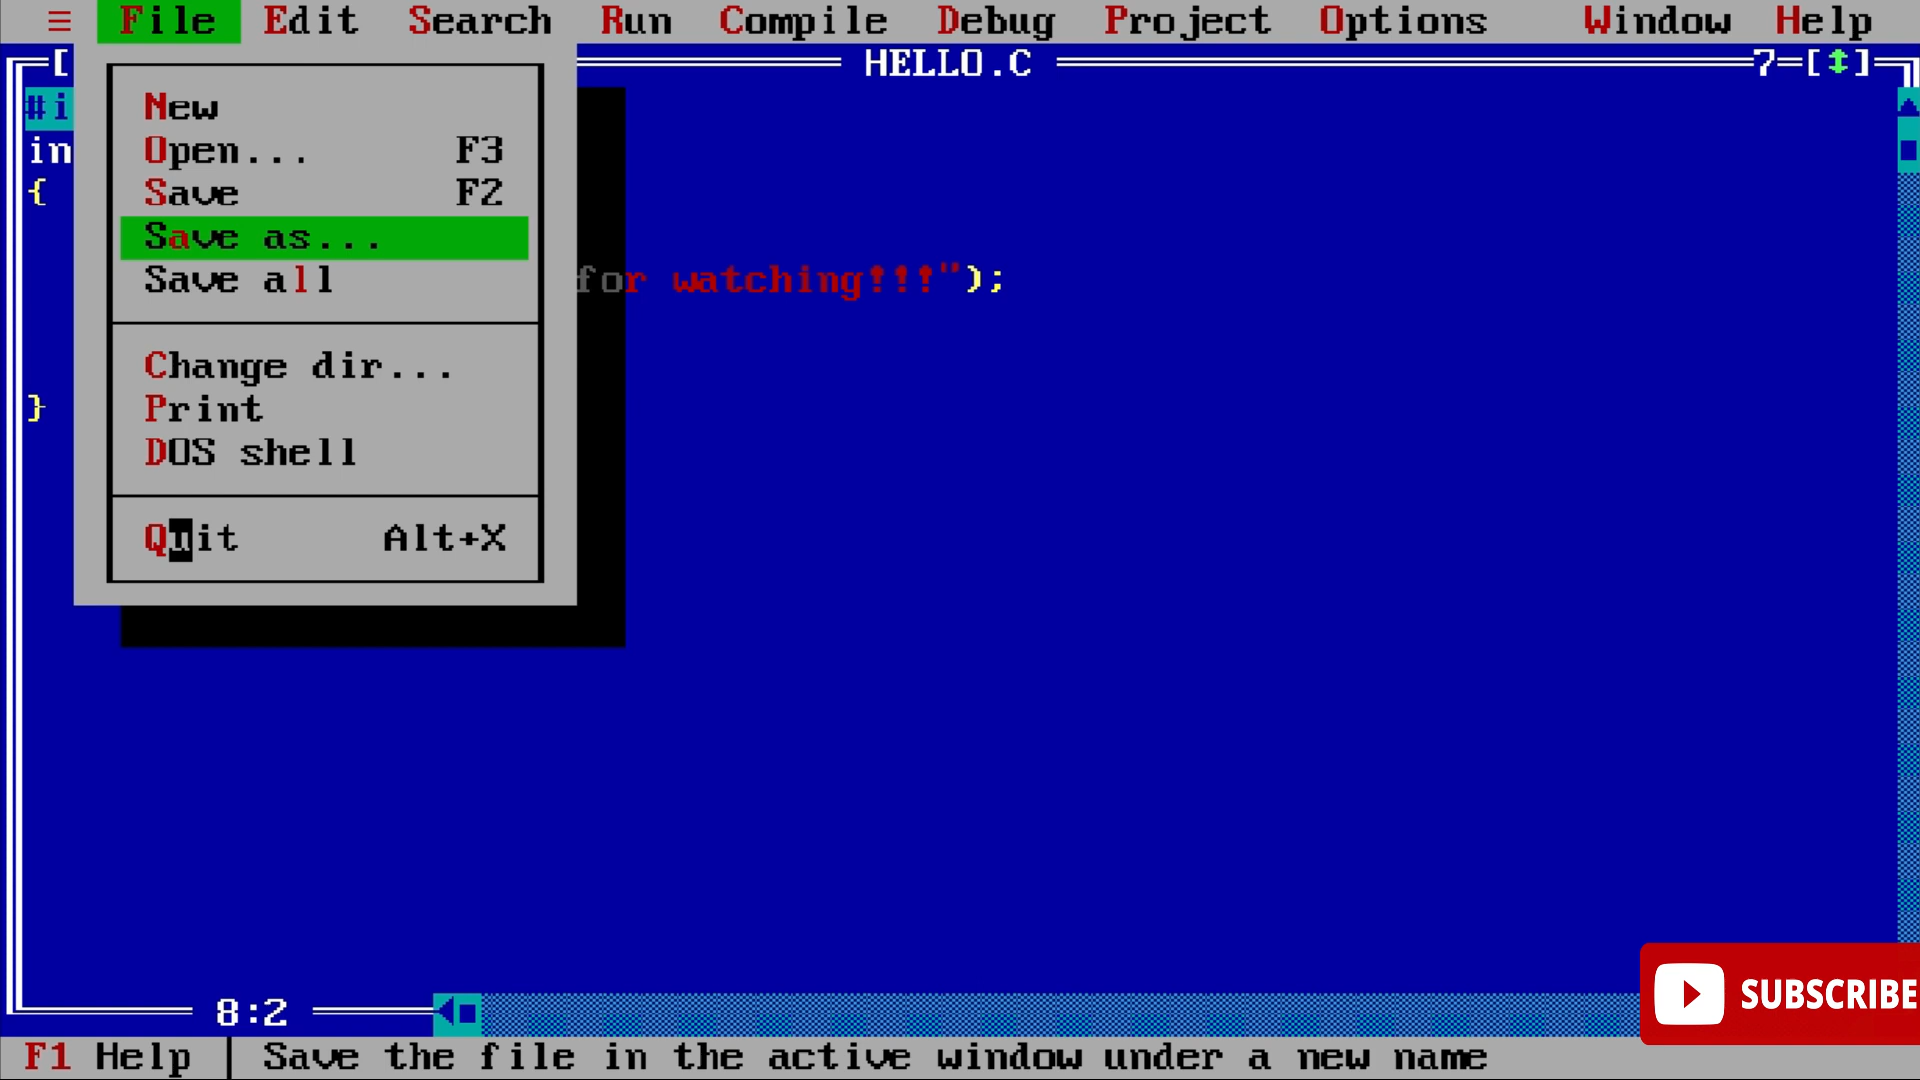 ≡ File Edit Search Run Compile Debug Project Options Window Help
[ HELLO.C 7=[↕]
#i
in
{
for watching!!!");
}
New
Open... F3
Save F2
Save as...
Save all
Change dir...
Print
DOS shell
Quit Alt+X
8:2
SUBSCRIBE
F1 Help | Save the file in the active window under a new name